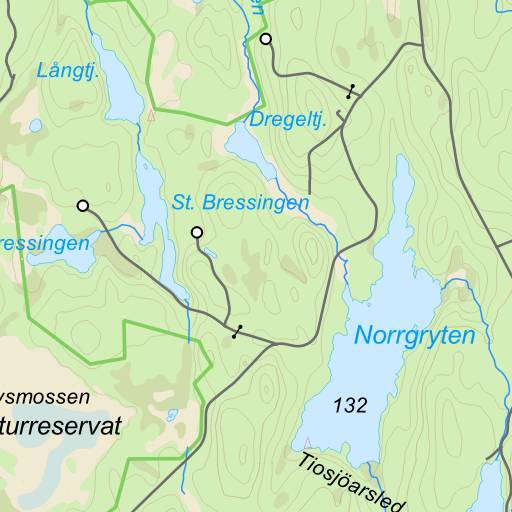 Långtj.
Dregeltj.
St. Bressingen
ressingen
Norrgryten
132
ysmossen
turreservat
Tiosjöarsled